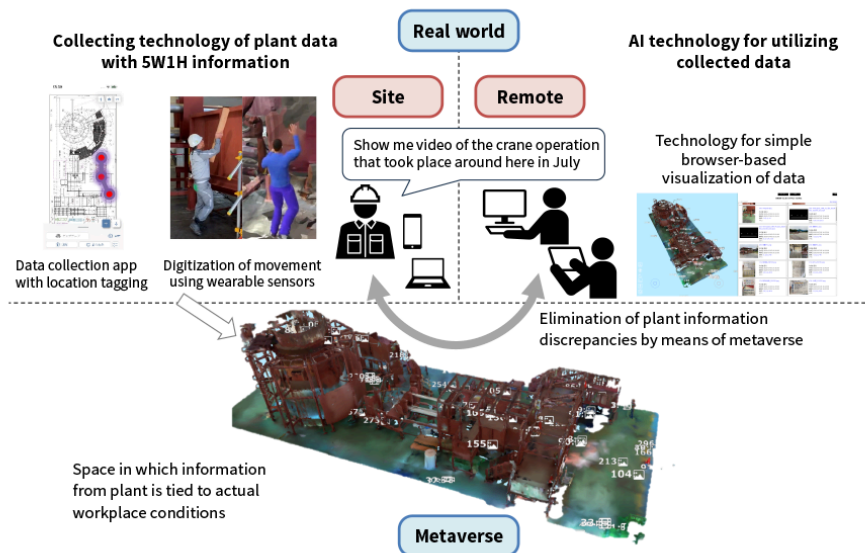 Real world
Collecting technology of plant data
with 5W1H information
AI technology for utilizing
collected data
Site
Remote
Show me video of the crane operation
that took place around here in July
Technology for simple
browser-based
visualization of data
Data collection app
with location tagging
Digitization of movement
using wearable sensors
Elimination of plant information
discrepancies by means of metaverse
155
213
104
Space in which information
from plant is tied to actual
workplace conditions
Metaverse